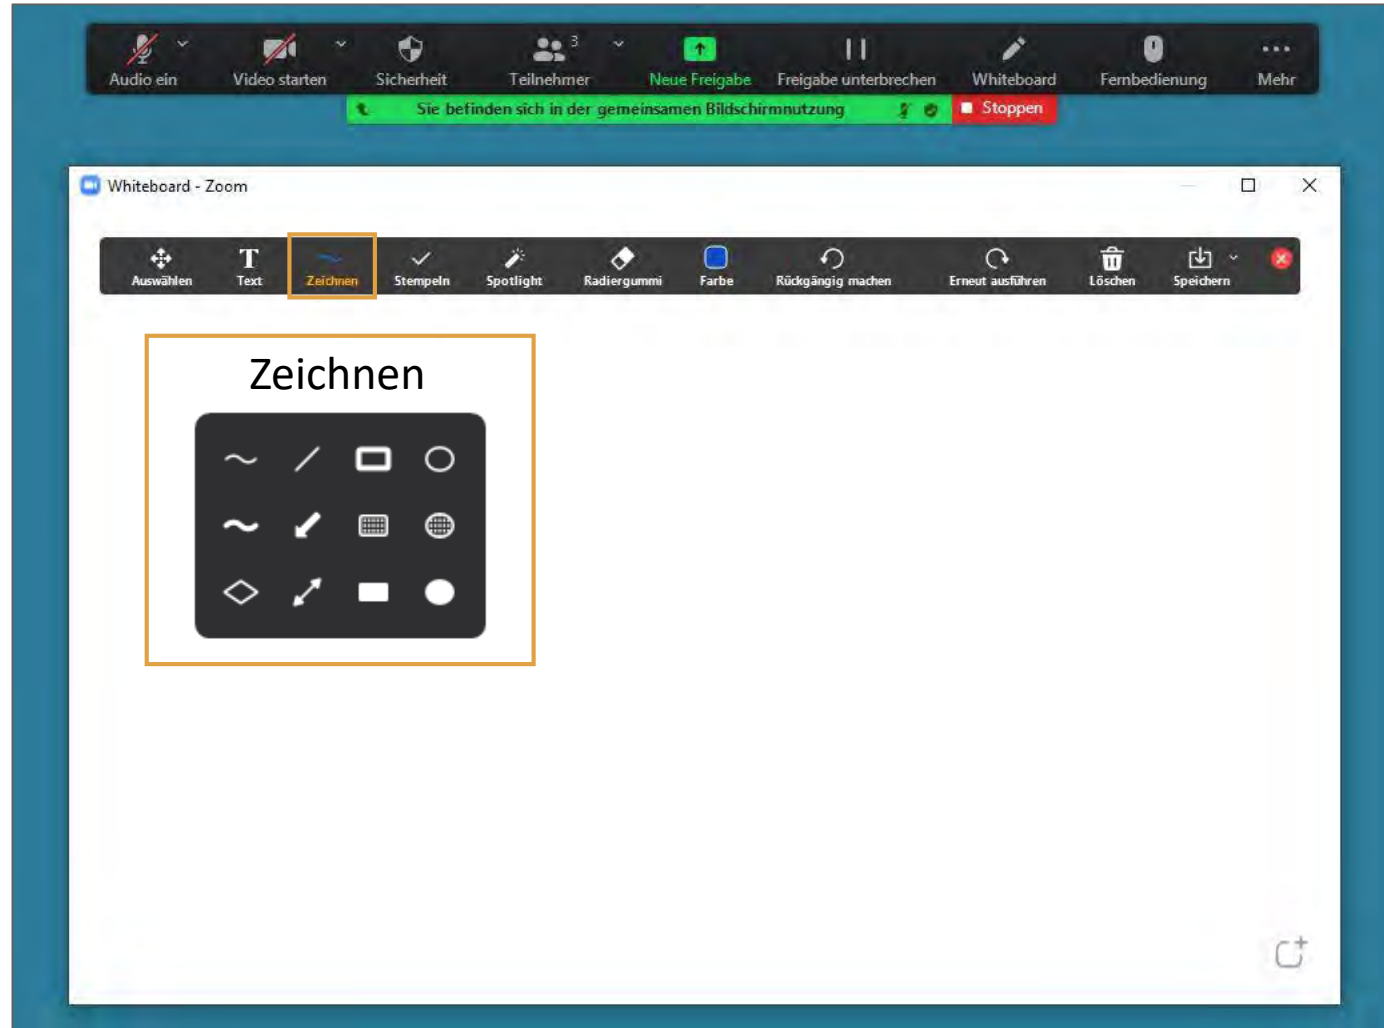 3
Audio ein Video starten Sicherheit Teilnehmer Neue Freigabe Freigabe unterbrechen Whiteboard Fernbedienung Mehr
Sie befinden sich in der gemeinsamen Bildschirmnutzung Stoppen
Whiteboard - Zoom
Auswählen Text Zeichnen Stempeln Spotlight Radiergummi Farbe Rückgängig machen Erneut ausführen Löschen Speichern
Zeichnen